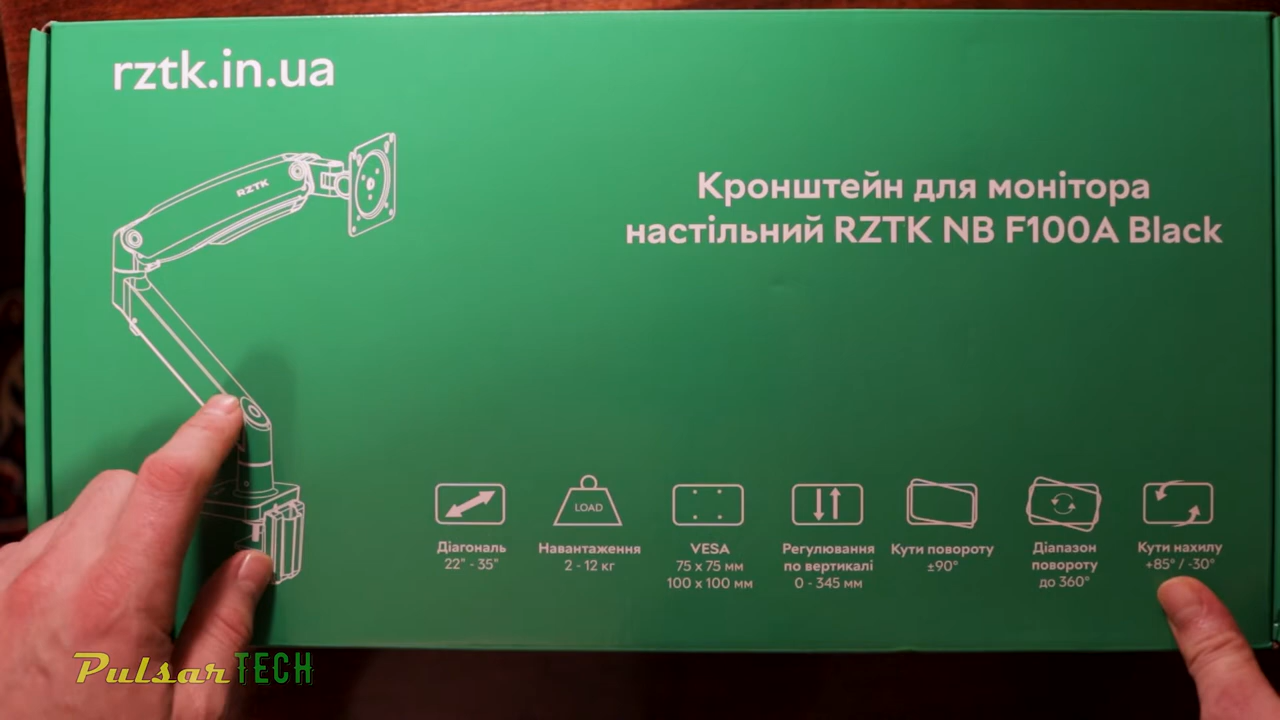 rztk.in.ua
RZTK
Кронштейн для монітора
настільний RZTK NB F100A Black
LOAD
Діагональ
22" - 35"
Навантаження
2 - 12 кг
VESA
75 x 75 мм
100 x 100 мм
Регулювання
по вертикалі
0 - 345 мм
Кути повороту
±90°
Діапазон
повороту
до 360°
Кути нахилу
+85° / -30°
PulsarTECH